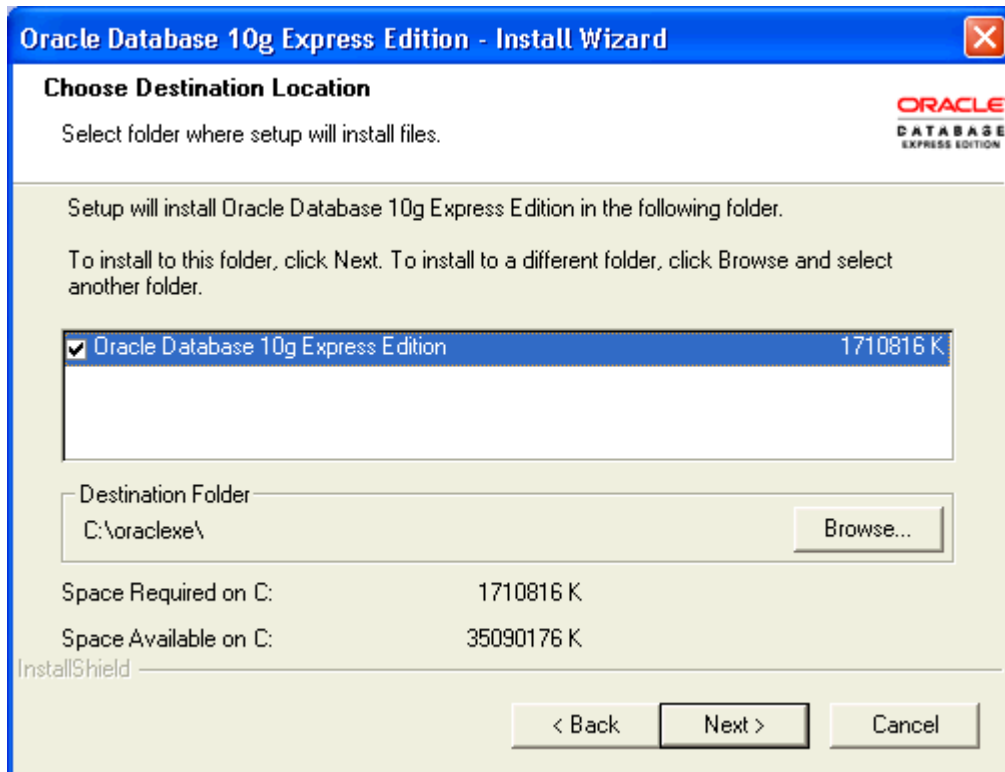 Oracle Database 10g Express Edition - Install Wizard
Choose Destination Location
Select folder where setup will install files.
ORACLE
DATABASE
EXPRESS EDITION
Setup will install Oracle Database 10g Express Edition in the following folder.
To install to this folder, click Next. To install to a different folder, click Browse and select
another folder.
Oracle Database 10g Express Edition 1710816 K
Destination Folder
C:\oraclexe\ Browse...
Space Required on C: 1710816 K
Space Available on C: 35090176 K
InstallShield
< Back Next > Cancel